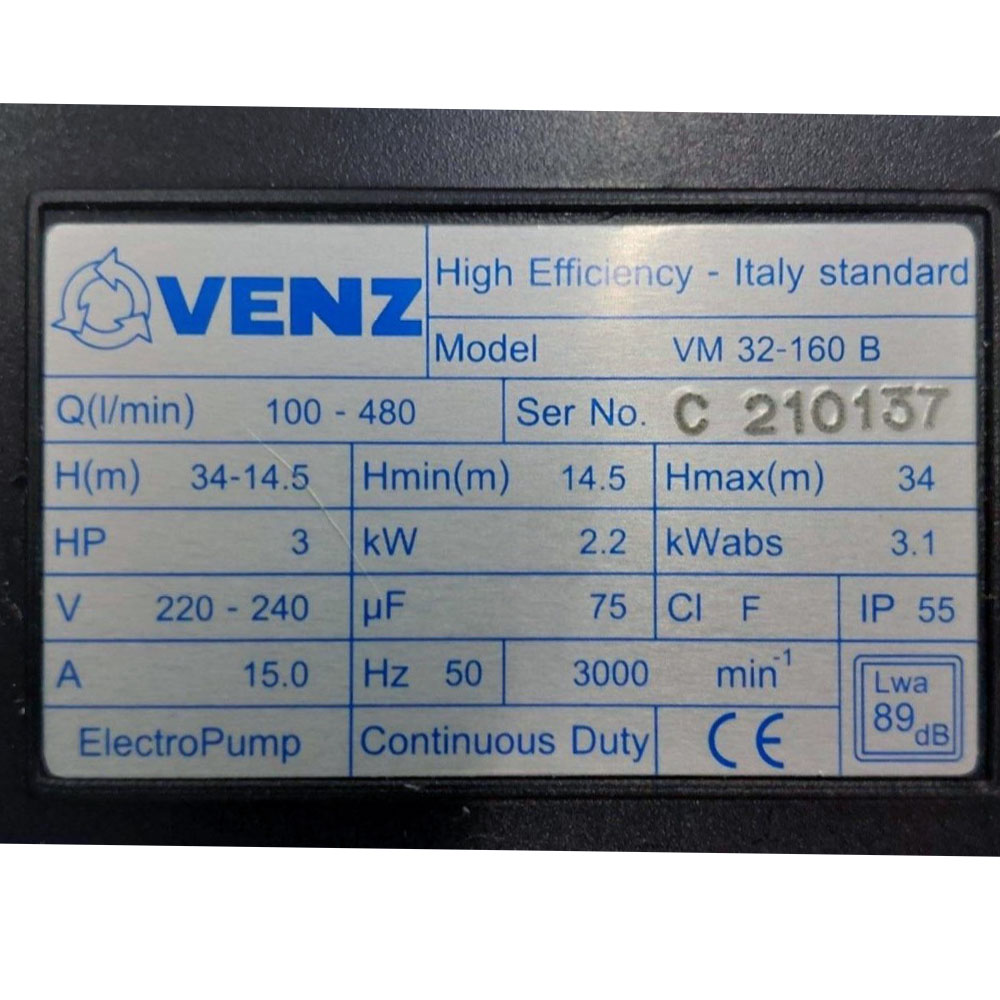 VENZ
High Efficiency - Italy standard
Model VM 32-160 B
Q(l/min) 100 - 480 Ser No. C 210137
H(m) 34-14.5 Hmin(m) 14.5 Hmax(m) 34
HP 3 kW 2.2 kWabs 3.1
V 220 - 240 µF 75 Cl F IP 55
A 15.0 Hz 50 3000 min-1
Lwa
89dB
ElectroPump Continuous Duty CE